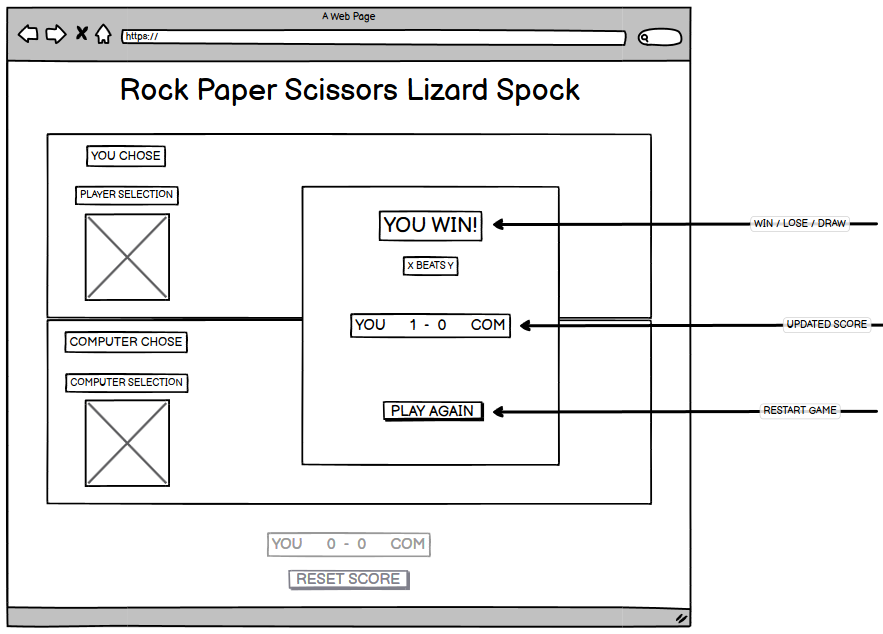 A Web Page
https://
Rock Paper Scissors Lizard Spock
YOU CHOSE
PLAYER SELECTION
YOU WIN!
WIN / LOSE / DRAW
X BEATS Y
YOU 1 - 0 COM
UPDATED SCORE
COMPUTER CHOSE
COMPUTER SELECTION
PLAY AGAIN
RESTART GAME
YOU 0 - 0 COM
RESET SCORE